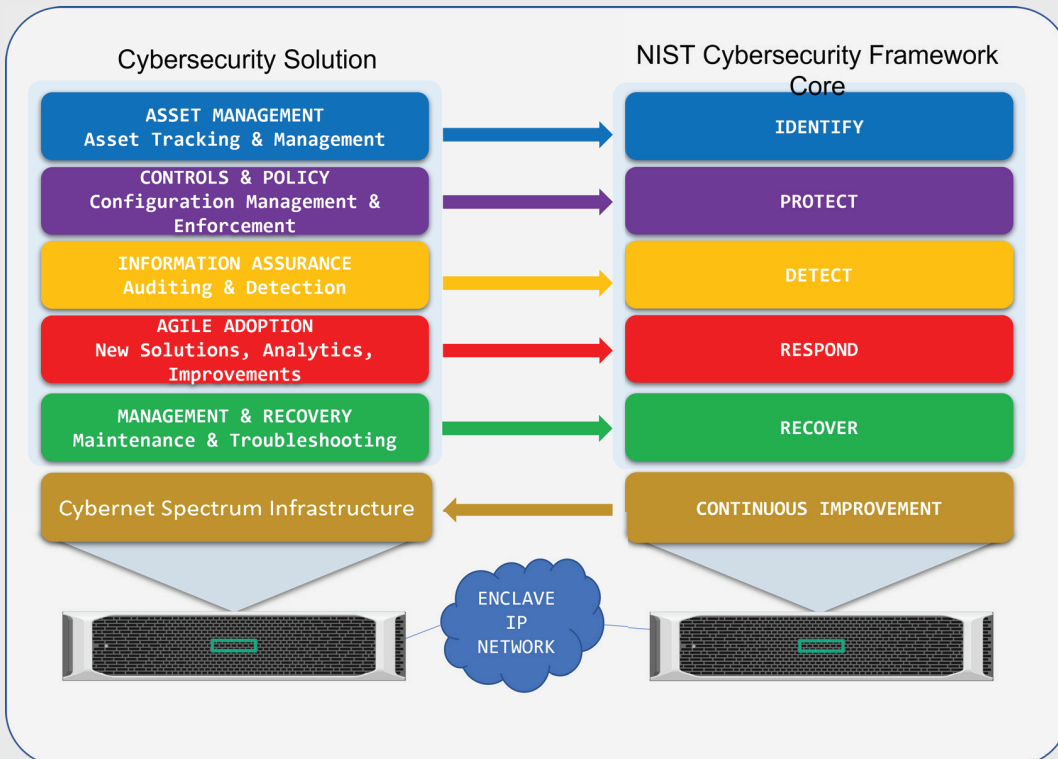 Cybersecurity Solution
NIST Cybersecurity Framework
Core
ASSET MANAGEMENT
Asset Tracking & Management
IDENTIFY
CONTROLS & POLICY
Configuration Management &
Enforcement
PROTECT
INFORMATION ASSURANCE
Auditing & Detection
DETECT
AGILE ADOPTION
New Solutions, Analytics,
Improvements
RESPOND
MANAGEMENT & RECOVERY
Maintenance & Troubleshooting
RECOVER
Cybernet Spectrum Infrastructure
CONTINUOUS IMPROVEMENT
ENCLAVE
IP
NETWORK